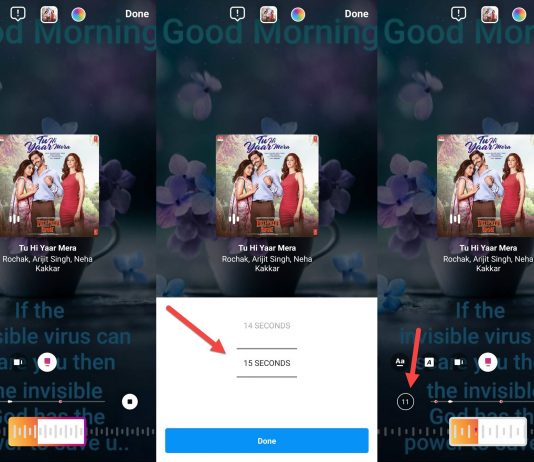 Done
Good Morning
Tu Hi
Yaar Mera
Tu Hi Yaar Mera
Rochak, Arijit Singh, Neha
Kakkar
If the
sible virus can
are you then
the invisible
God has the
power to save u..
Done
Good Morning
Tu Hi
Yaar Mera
Tu Hi Yaar Mera
Rochak, Arijit Singh, Neha
Kakkar
14 SECONDS
15 SECONDS
Done
Done
Good Morning
Tu Hi
Yaar Mera
Tu Hi Yaar Mera
Rochak, Arijit Singh, Neha
Kakkar
If the
invisible virus can
Aa
A
are you then
11
the invisible
God has the
power to save u..